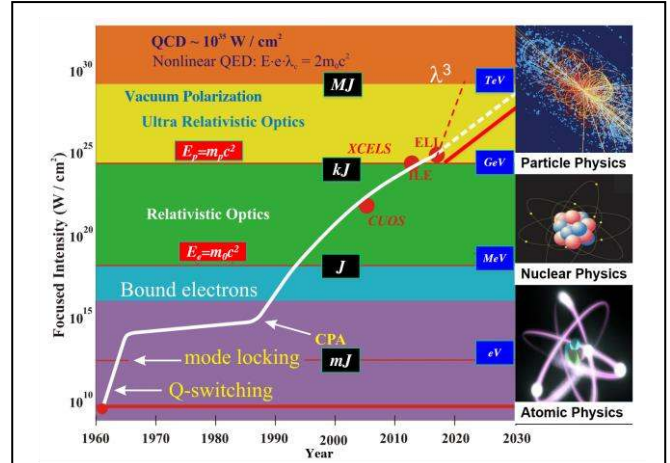 QCD ~ 10³⁹ W / cm²
Nonlinear QED: E·e·λc = 2m₀c²
10³⁰
MJ
TeV
λ³
Vacuum Polarization
Ultra Relativistic Optics
10²⁵
Eₚ=mₚc²
XCELS
ELI
ILE
kJ
GeV
Particle Physics
Relativistic Optics
CUOS
10²⁰
Eₑ=m₀c²
J
MeV
Nuclear Physics
Bound electrons
10¹⁵
CPA
mode locking
mJ
eV
Q-switching
10¹⁰
Atomic Physics
Focused Intensity (W / cm²)
1960 1970 1980 1990 2000 2010 2020 2030
Year